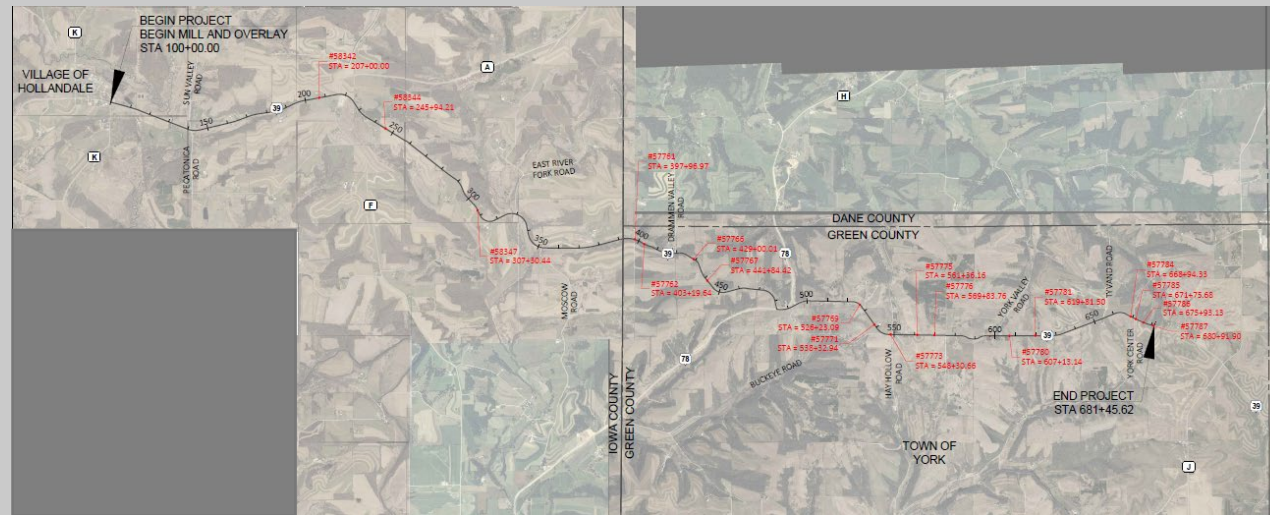 BEGIN PROJECT
BEGIN MILL AND OVERLAY
STA 100+00.00
K
VILLAGE OF
HOLLANDALE
SUN VALLEY
ROAD
39
150
K
PECATONICA
ROAD
200
#58342
STA = 207+00.00
A
#58344
STA = 245+94.21
250
F
300
#58347
STA = 307+50.44
EAST RIVER
FORK ROAD
350
MOSCOW
ROAD
H
#57761
STA = 397+96.97
DRAMMEN VALLEY
ROAD
DANE COUNTY
GREEN COUNTY
400
39
#57762
STA = 403+19.64
#57766
STA = 429+00.01
#57767
STA = 441+84.42
450
78
78
500
#57769
STA = 526+23.09
#57771
STA = 538+32.94
BUCKEYE ROAD
550
HAY HOLLOW
ROAD
#57773
STA = 548+30.66
#57775
STA = 561+36.16
#57776
STA = 569+83.76
YORK VALLEY
ROAD
600
#57780
STA = 607+13.14
#57781
STA = 619+81.50
39
650
TYVAND ROAD
#57784
STA = 668+94.33
#57785
STA = 671+75.68
#57786
STA = 675+93.13
#57787
STA = 680+91.90
YORK CENTER
ROAD
END PROJECT
STA 681+45.62
39
IOWA COUNTY
GREEN COUNTY
TOWN OF
YORK
J